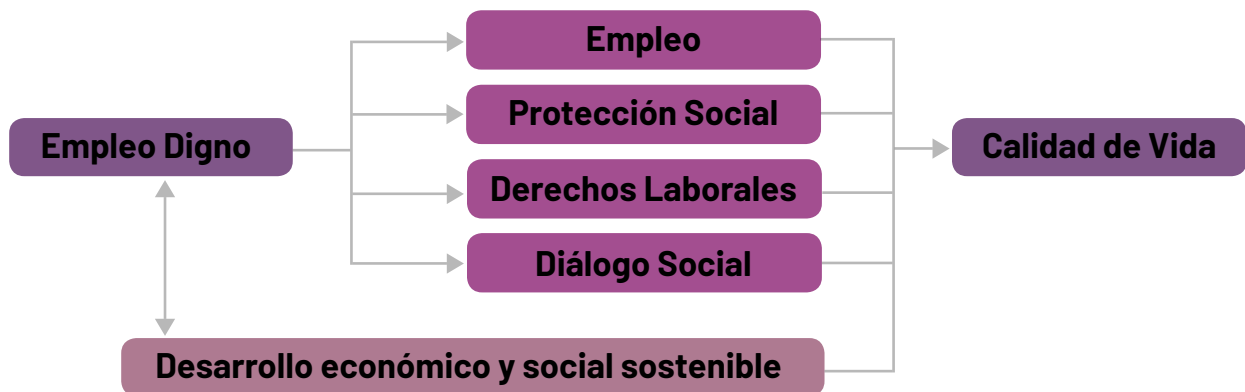 Empleo
Protección Social
Empleo Digno
Calidad de Vida
Derechos Laborales
Diálogo Social
Desarrollo económico y social sostenible